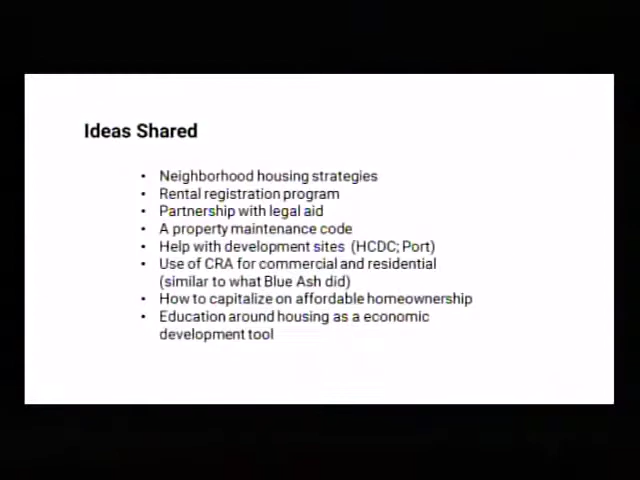 Ideas Shared
• Neighborhood housing strategies
• Rental registration program
• Partnership with legal aid
• A property maintenance code
• Help with development sites (HCDC; Port)
• Use of CRA for commercial and residential
(similar to what Blue Ash did)
• How to capitalize on affordable homeownership
• Education around housing as a economic
development tool